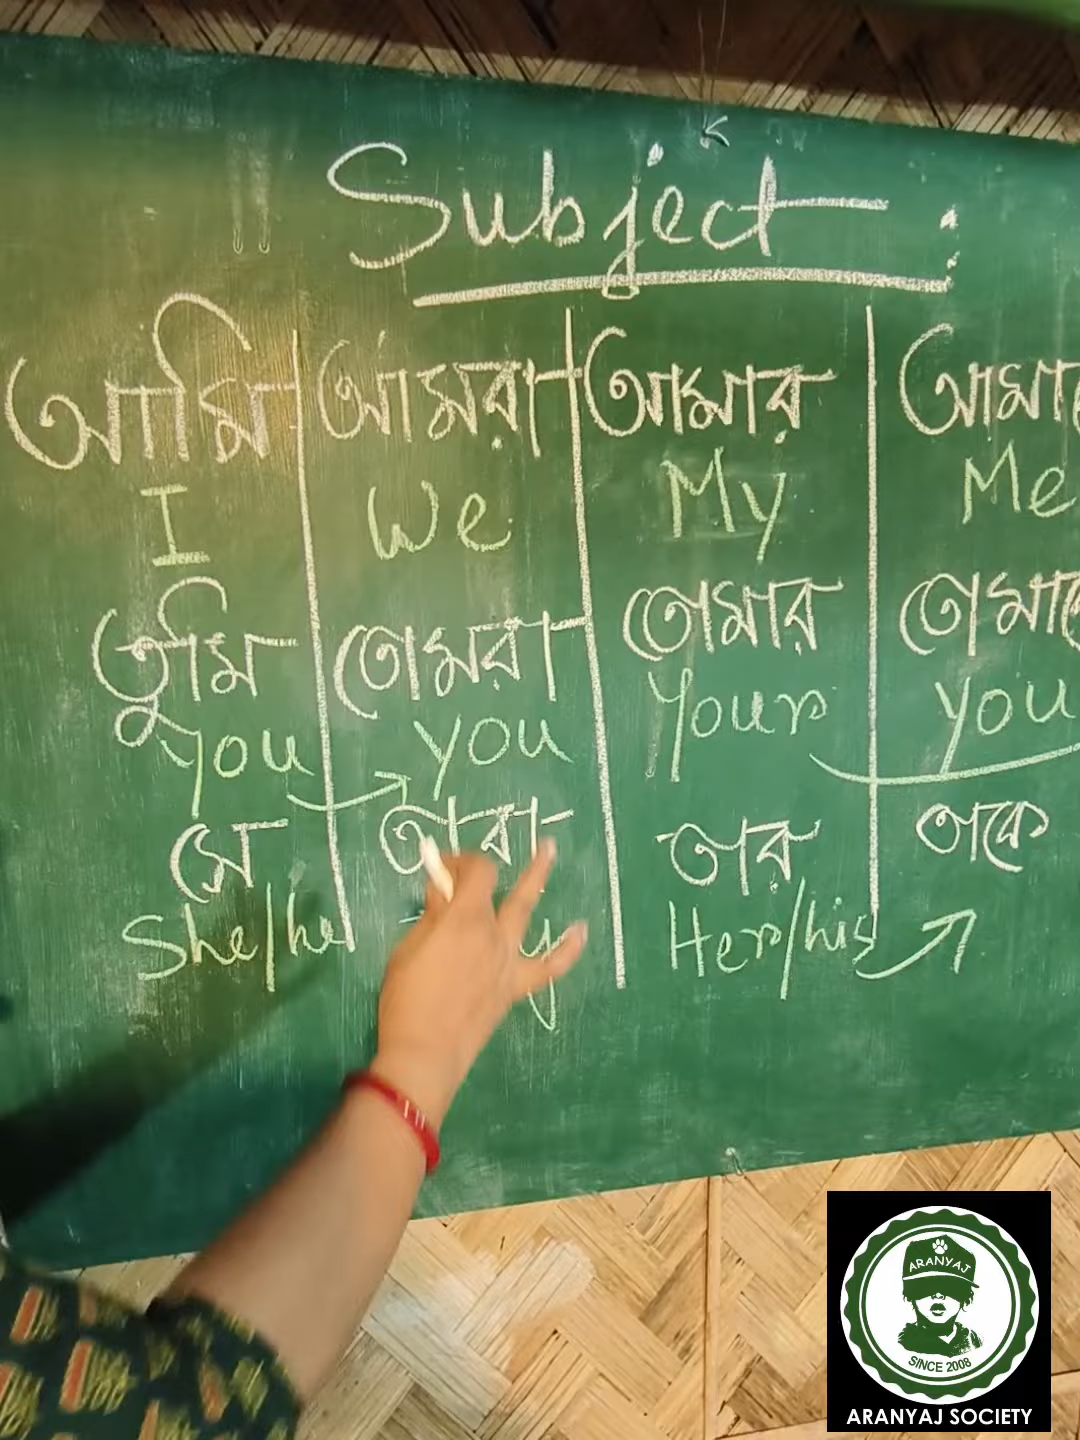 Subject :
আমি আমরা আমার
I We My Me
তুমি তোমরা তোমার
you you Your you
সে তারা তার তাকে
She/he Her/his
ARANYAJ
SINCE 2008
ARANYAJ SOCIETY